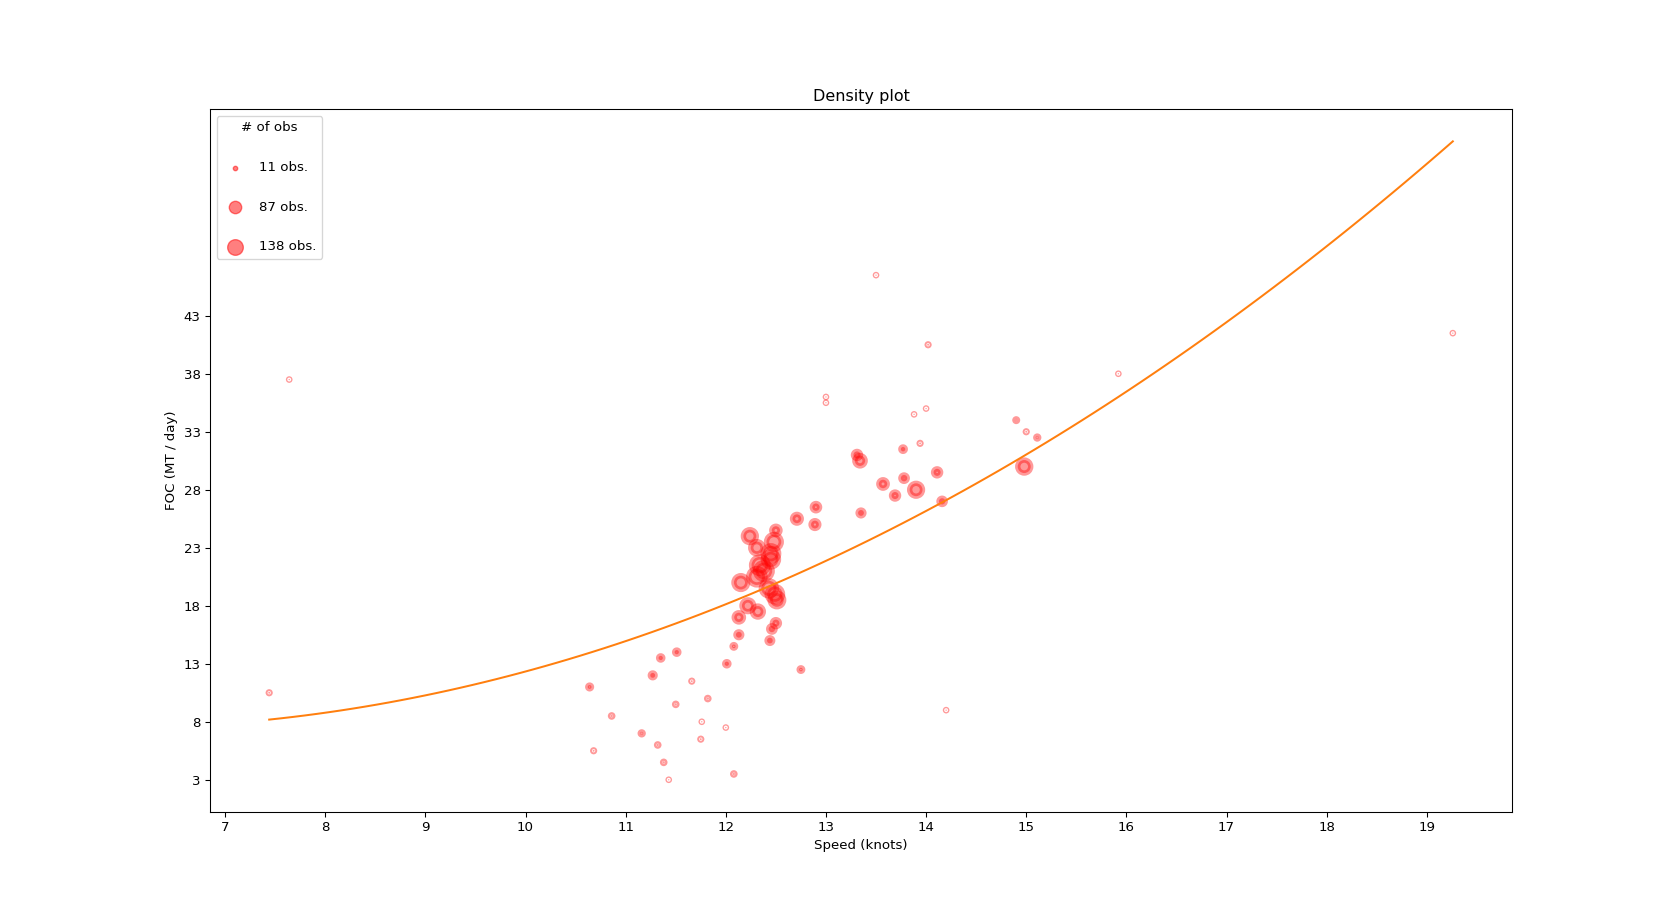 Density plot
# of obs
11 obs.
87 obs.
138 obs.
FOC (MT / day)
43
38
33
28
23
18
13
8
3
7 8 9 10 11 12 13 14 15 16 17 18 19
Speed (knots)